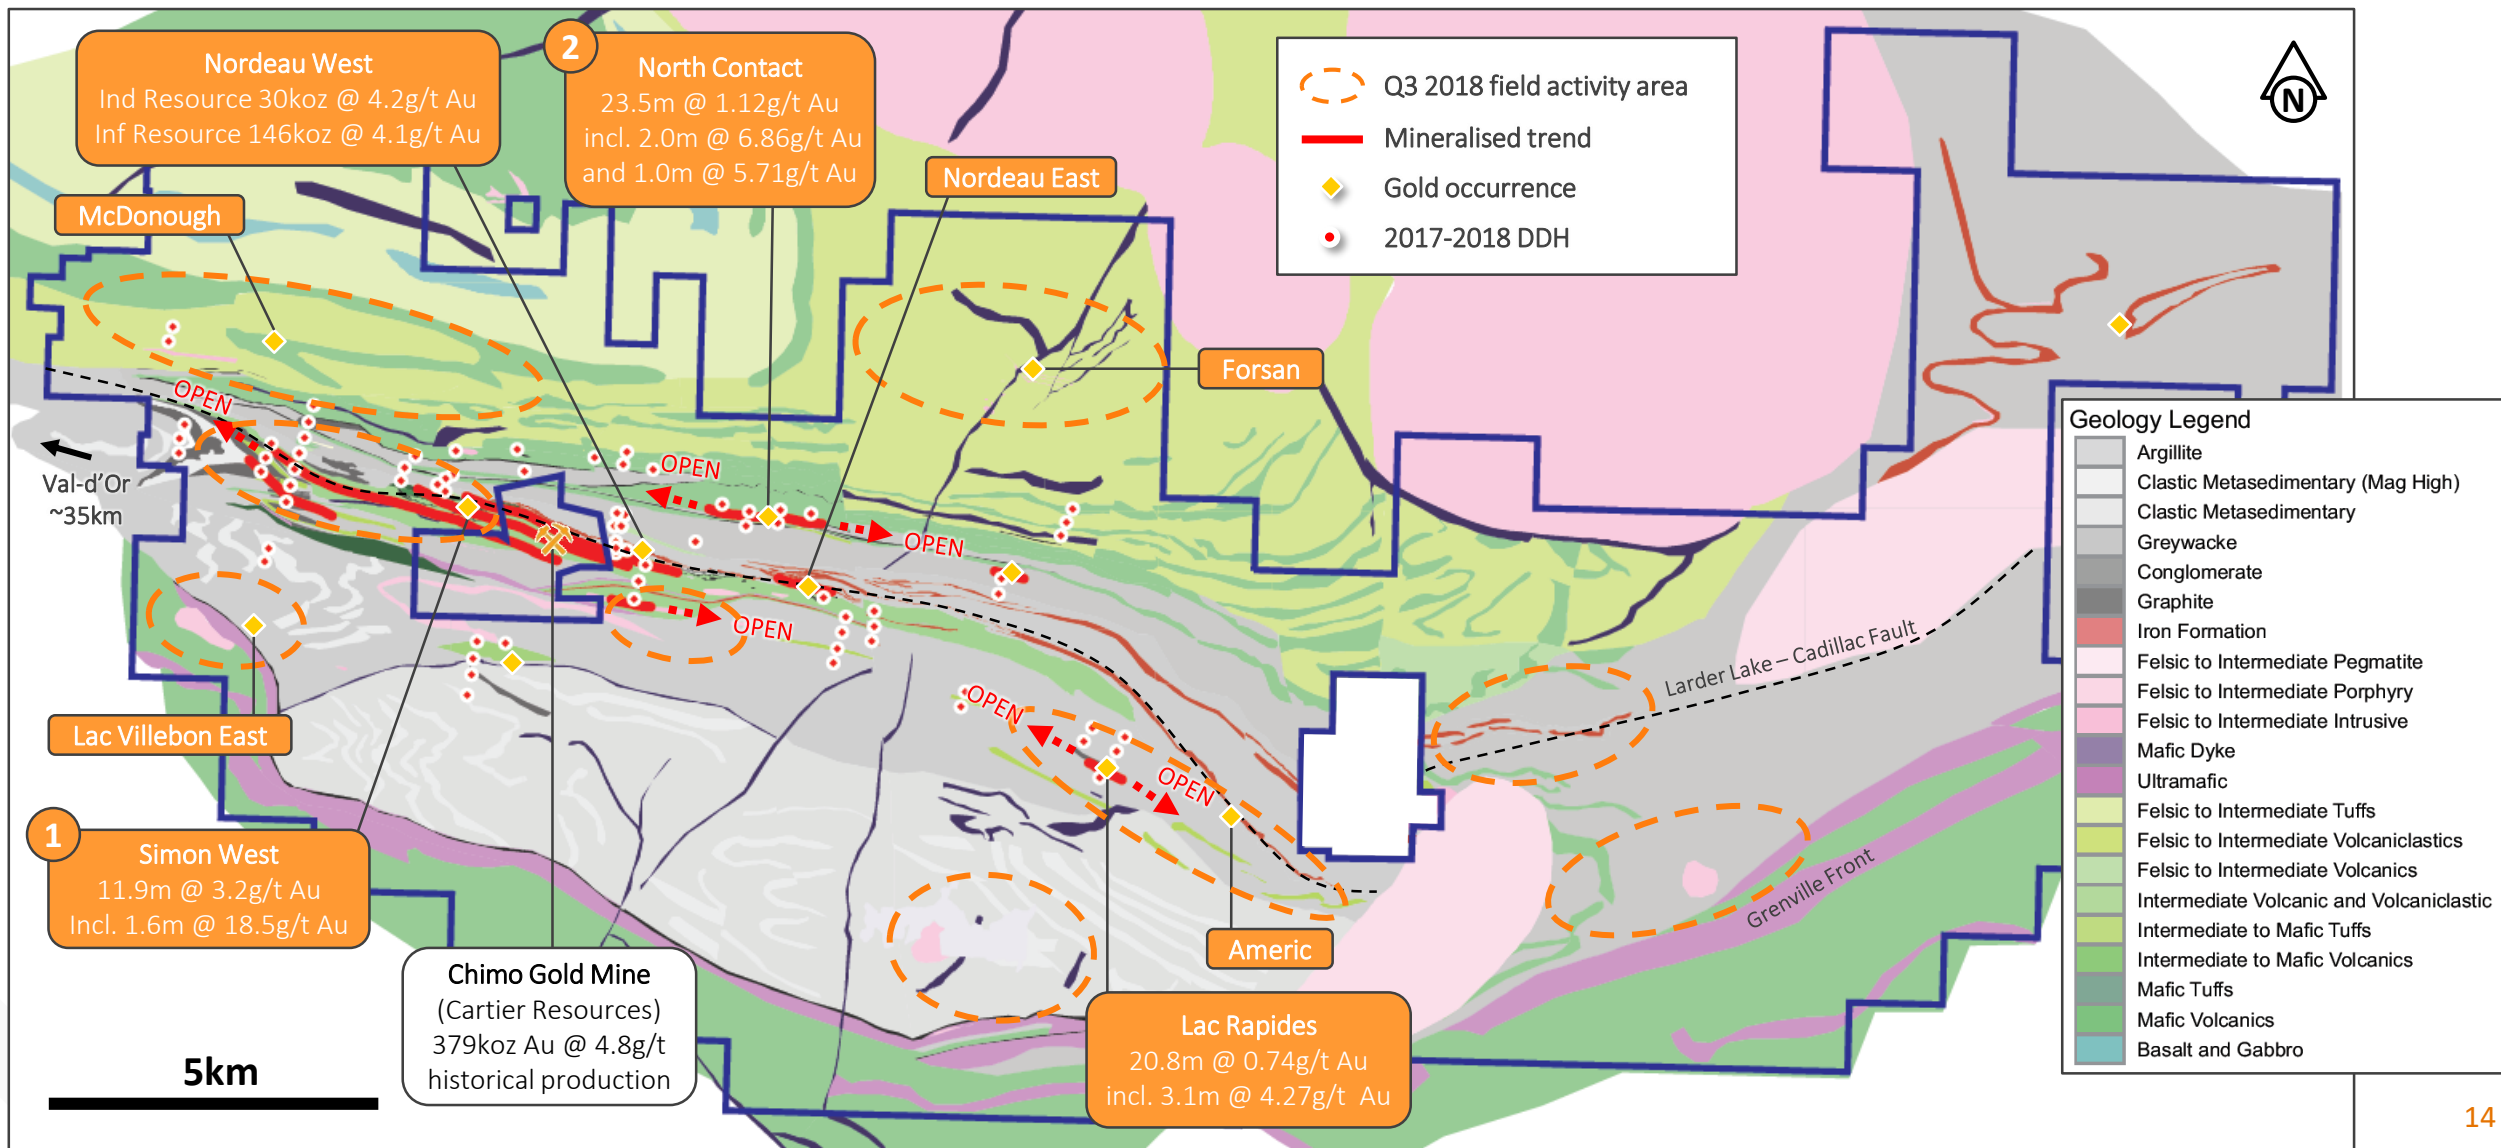 Nordeau West
Ind Resource 30koz @ 4.2g/t Au
Inf Resource 146koz @ 4.1g/t Au
2
North Contact
23.5m @ 1.12g/t Au
incl. 2.0m @ 6.86g/t Au
and 1.0m @ 5.71g/t Au
Q3 2018 field activity area
Mineralised trend
Gold occurrence
2017-2018 DDH
N
McDonough
Nordeau East
Forsan
OPEN
OPEN
OPEN
OPEN
OPEN
OPEN
Val-d'Or
~35km
Larder Lake – Cadillac Fault
Grenville Front
Lac Villebon East
1
Simon West
11.9m @ 3.2g/t Au
Incl. 1.6m @ 18.5g/t Au
Chimo Gold Mine
(Cartier Resources)
379koz Au @ 4.8g/t
historical production
Americ
Lac Rapides
20.8m @ 0.74g/t Au
incl. 3.1m @ 4.27g/t Au
5km
Geology Legend
Argillite
Clastic Metasedimentary (Mag High)
Clastic Metasedimentary
Greywacke
Conglomerate
Graphite
Iron Formation
Felsic to Intermediate Pegmatite
Felsic to Intermediate Porphyry
Felsic to Intermediate Intrusive
Mafic Dyke
Ultramafic
Felsic to Intermediate Tuffs
Felsic to Intermediate Volcaniclastics
Felsic to Intermediate Volcanics
Intermediate Volcanic and Volcaniclastic
Intermediate to Mafic Tuffs
Intermediate to Mafic Volcanics
Mafic Tuffs
Mafic Volcanics
Basalt and Gabbro
14